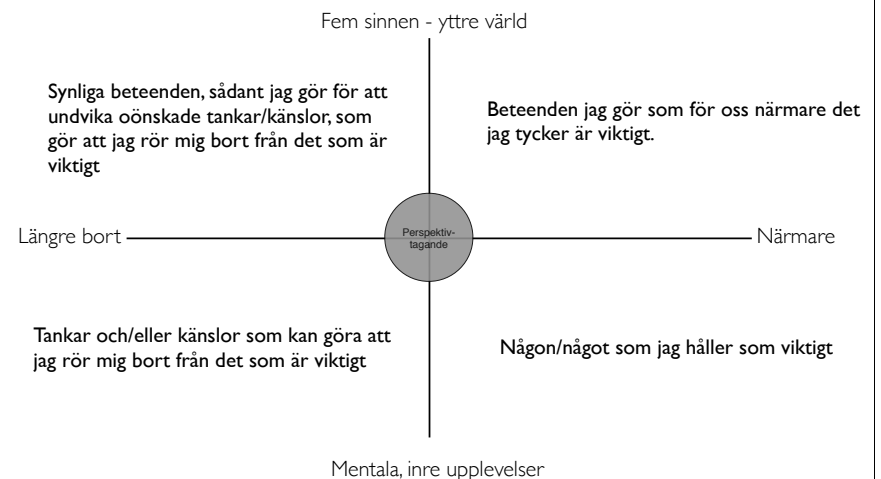 Fem sinnen - yttre värld
Synliga beteenden, sådant jag gör för att
undvika oönskade tankar/känslor, som
gör att jag rör mig bort från det som är
viktigt
Beteenden jag gör som för oss närmare det
jag tycker är viktigt.
Längre bort
Perspektiv-
tagande
Närmare
Tankar och/eller känslor som kan göra att
jag rör mig bort från det som är viktigt
Någon/något som jag håller som viktigt
Mentala, inre upplevelser